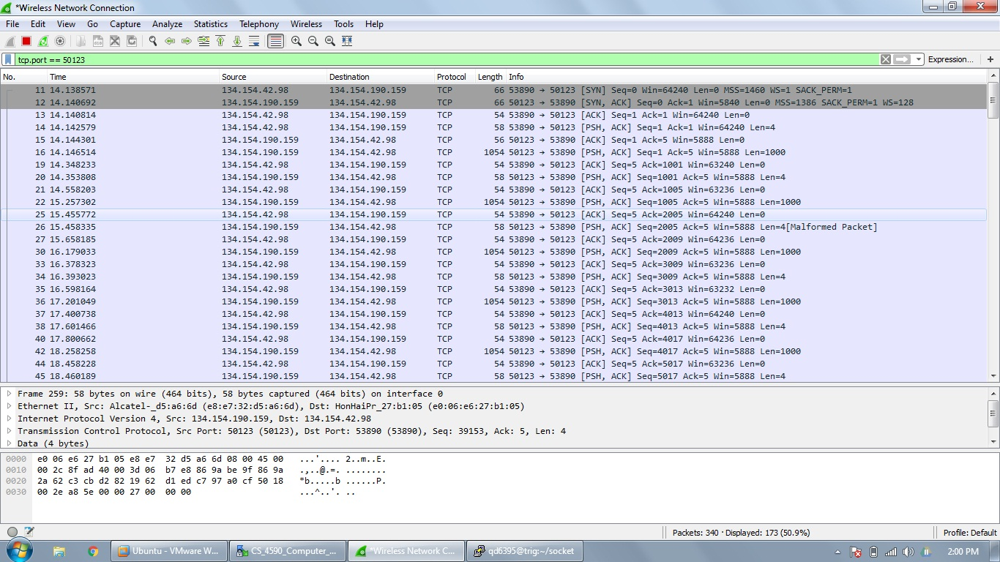 *Wireless Network Connection
File Edit View Go Capture Analyze Statistics Telephony Wireless Tools Help
tcp.port == 50123 Expression... +
No. Time Source Destination Protocol Length Info
11 14.138571 134.154.42.98 134.154.190.159 TCP 66 53890 → 50123 [SYN] Seq=0 Win=64240 Len=0 MSS=1460 WS=1 SACK_PERM=1
12 14.140692 134.154.190.159 134.154.42.98 TCP 66 50123 → 53890 [SYN, ACK] Seq=0 Ack=1 Win=5840 Len=0 MSS=1386 SACK_PERM=1 WS=128
13 14.140814 134.154.42.98 134.154.190.159 TCP 54 53890 → 50123 [ACK] Seq=1 Ack=1 Win=64240 Len=0
14 14.142579 134.154.42.98 134.154.190.159 TCP 58 53890 → 50123 [PSH, ACK] Seq=1 Ack=1 Win=64240 Len=4
15 14.144301 134.154.190.159 134.154.42.98 TCP 56 50123 → 53890 [ACK] Seq=1 Ack=5 Win=5888 Len=0
16 14.146514 134.154.190.159 134.154.42.98 TCP 1054 50123 → 53890 [PSH, ACK] Seq=1 Ack=5 Win=5888 Len=1000
19 14.348233 134.154.42.98 134.154.190.159 TCP 54 53890 → 50123 [ACK] Seq=5 Ack=1001 Win=63240 Len=0
20 14.353808 134.154.190.159 134.154.42.98 TCP 58 50123 → 53890 [PSH, ACK] Seq=1001 Ack=5 Win=5888 Len=4
21 14.558203 134.154.42.98 134.154.190.159 TCP 54 53890 → 50123 [ACK] Seq=5 Ack=1005 Win=63236 Len=0
22 15.257302 134.154.190.159 134.154.42.98 TCP 1054 50123 → 53890 [PSH, ACK] Seq=1005 Ack=5 Win=5888 Len=1000
25 15.455772 134.154.42.98 134.154.190.159 TCP 54 53890 → 50123 [ACK] Seq=5 Ack=2005 Win=64240 Len=0
26 15.458335 134.154.190.159 134.154.42.98 TCP 58 50123 → 53890 [PSH, ACK] Seq=2005 Ack=5 Win=5888 Len=4[Malformed Packet]
27 15.658185 134.154.42.98 134.154.190.159 TCP 54 53890 → 50123 [ACK] Seq=5 Ack=2009 Win=64236 Len=0
30 16.179033 134.154.190.159 134.154.42.98 TCP 1054 50123 → 53890 [PSH, ACK] Seq=2009 Ack=5 Win=5888 Len=1000
33 16.378323 134.154.42.98 134.154.190.159 TCP 54 53890 → 50123 [ACK] Seq=5 Ack=3009 Win=63236 Len=0
34 16.393023 134.154.190.159 134.154.42.98 TCP 58 50123 → 53890 [PSH, ACK] Seq=3009 Ack=5 Win=5888 Len=4
35 16.598164 134.154.42.98 134.154.190.159 TCP 54 53890 → 50123 [ACK] Seq=5 Ack=3013 Win=63232 Len=0
36 17.201049 134.154.190.159 134.154.42.98 TCP 1054 50123 → 53890 [PSH, ACK] Seq=3013 Ack=5 Win=5888 Len=1000
37 17.400738 134.154.42.98 134.154.190.159 TCP 54 53890 → 50123 [ACK] Seq=5 Ack=4013 Win=64240 Len=0
38 17.601466 134.154.190.159 134.154.42.98 TCP 58 50123 → 53890 [PSH, ACK] Seq=4013 Ack=5 Win=5888 Len=4
40 17.800662 134.154.42.98 134.154.190.159 TCP 54 53890 → 50123 [ACK] Seq=5 Ack=4017 Win=64236 Len=0
42 18.258258 134.154.190.159 134.154.42.98 TCP 1054 50123 → 53890 [PSH, ACK] Seq=4017 Ack=5 Win=5888 Len=1000
44 18.458228 134.154.42.98 134.154.190.159 TCP 54 53890 → 50123 [ACK] Seq=5 Ack=5017 Win=63236 Len=0
45 18.460189 134.154.190.159 134.154.42.98 TCP 58 50123 → 53890 [PSH, ACK] Seq=5017 Ack=5 Win=5888 Len=4
Frame 259: 58 bytes on wire (464 bits), 58 bytes captured (464 bits) on interface 0
Ethernet II, Src: Alcatel-_d5:a6:6d (e8:e7:32:d5:a6:6d), Dst: HonHaiPr_27:b1:05 (e0:06:e6:27:b1:05)
Internet Protocol Version 4, Src: 134.154.190.159, Dst: 134.154.42.98
Transmission Control Protocol, Src Port: 50123 (50123), Dst Port: 53890 (53890), Seq: 39153, Ack: 5, Len: 4
Data (4 bytes)
0000 e0 06 e6 27 b1 05 e8 e7 32 d5 a6 6d 08 00 45 00 ...'.... 2..m..E.
0010 00 2c 8f ad 40 00 3d 06 b7 e8 86 9a be 9f 86 9a .,..@.=. ........
0020 2a 62 c3 cb d2 82 19 62 d1 ed c7 97 a0 cf 50 18 *b.....b ......P.
0030 00 2e a8 5e 00 00 27 00 00 00 ...^..'. ..
Packets: 340 · Displayed: 173 (50.9%) Profile: Default
Ubuntu - VMware W... CS_4590_Computer_... *Wireless Network C... qd6395@trig:~/socket 2:00 PM